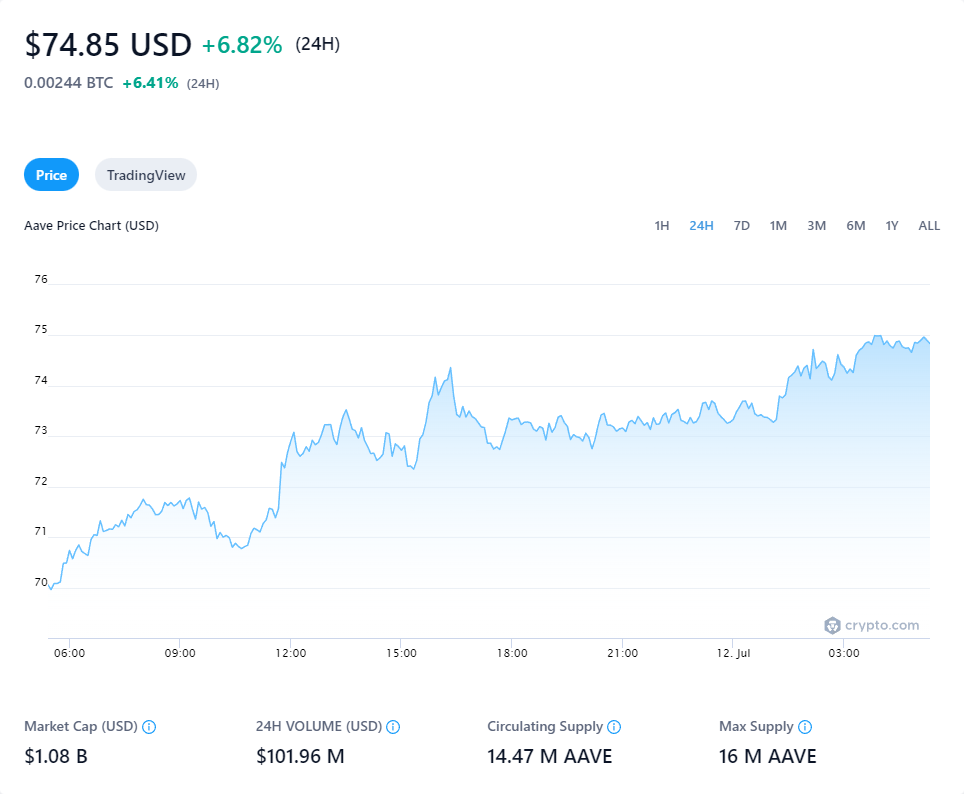 $74.85 USD +6.82% (24H)
0.00244 BTC +6.41% (24H)
Price TradingView
Aave Price Chart (USD) 1H 24H 7D 1M 3M 6M 1Y ALL
76
75
74
73
72
71
70
crypto.com
06:00 09:00 12:00 15:00 18:00 21:00 12. Jul 03:00
Market Cap (USD) 24H VOLUME (USD) Circulating Supply Max Supply
$1.08 B $101.96 M 14.47 M AAVE 16 M AAVE